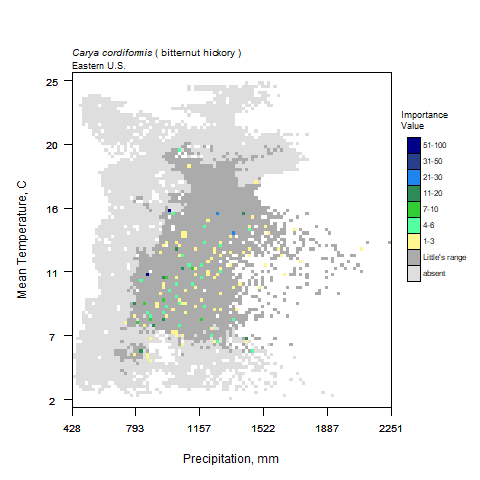 Carya cordiformis ( bitternut hickory )
Eastern U.S.
25
20
16
11
7
2
Mean Temperature, C
428 793 1157 1522 1887 2251
Precipitation, mm
Importance
Value
51-100
31-50
21-30
11-20
7-10
4-6
1-3
Little's range
absent